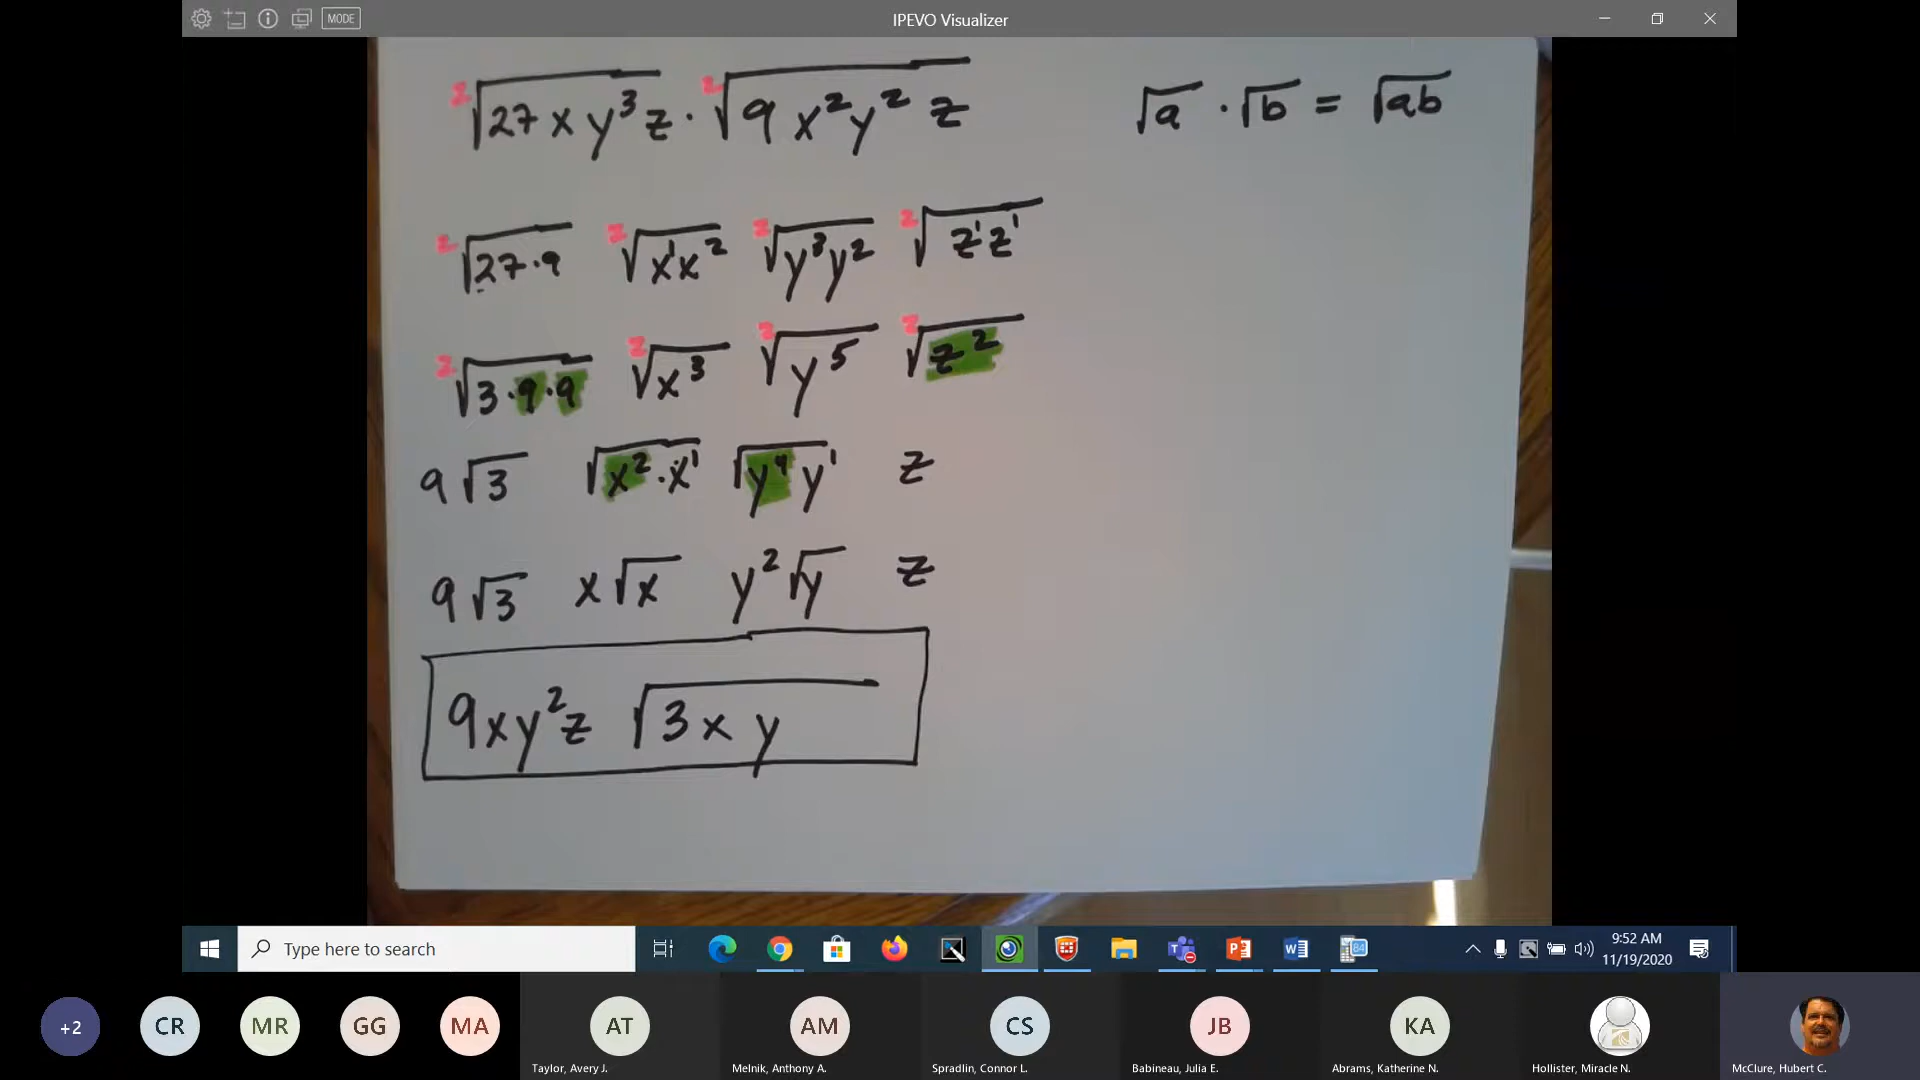 MODE
IPEVO Visualizer
²√27xy³z · ²√9x²y²z
√a · √b = √ab
²√27·9 ²√x¹x² ²√y³y² ²√z¹z¹
²√3·9·9 ²√x³ ²√y⁵ ²√z²
9√3 √x²·x¹ √y⁴y¹ z
9√3 x√x y²√y z
9xy²z √3xy
Type here to search
84
9:52 AM
11/19/2020
+2
CR
MR
GG
MA
AT
AM
CS
JB
KA
Taylor, Avery J.
Melnik, Anthony A.
Spradlin, Connor L.
Babineau, Julia E.
Abrams, Katherine N.
Hollister, Miracle N.
McClure, Hubert C.